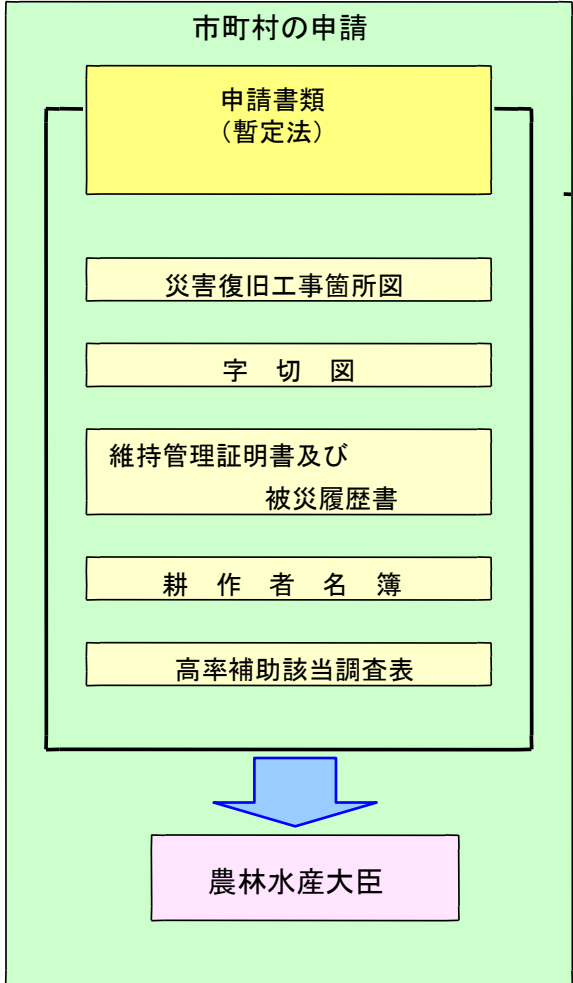 市町村の申請
申請書類
（暫定法）
災害復旧工事箇所図
字 切 図
維持管理証明書及び
被災履歴書
耕 作 者 名 簿
高率補助該当調査表
農林水産大臣